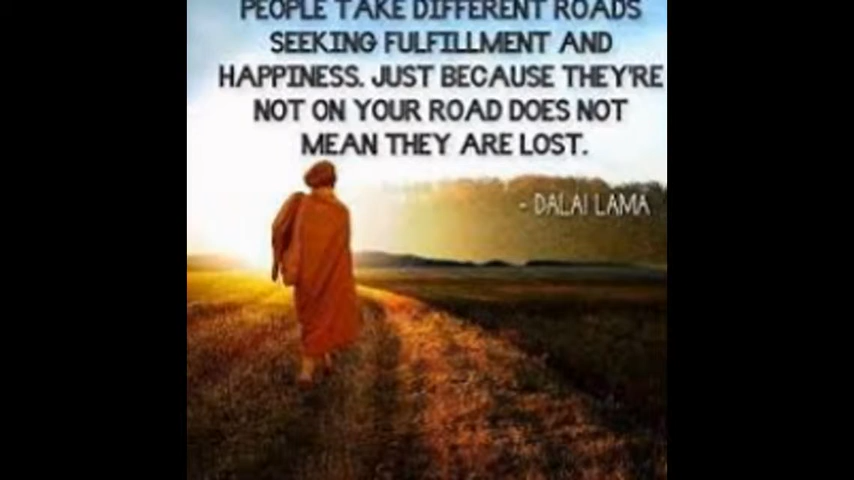 PEOPLE TAKE DIFFERENT ROADS
SEEKING FULFILLMENT AND
HAPPINESS. JUST BECAUSE THEY'RE
NOT ON YOUR ROAD DOES NOT
MEAN THEY ARE LOST.
- DALAI LAMA